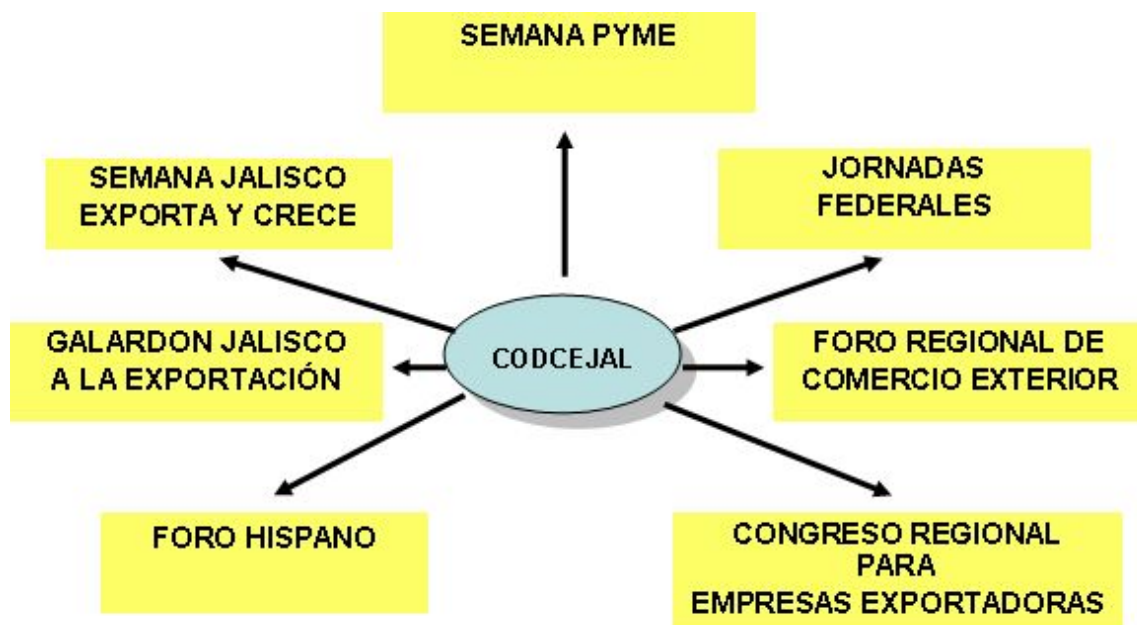 SEMANA PYME
SEMANA JALISCO
EXPORTA Y CRECE
JORNADAS
FEDERALES
CODCEJAL
GALARDON JALISCO
A LA EXPORTACIÓN
FORO REGIONAL DE
COMERCIO EXTERIOR
FORO HISPANO
CONGRESO REGIONAL
PARA
EMPRESAS EXPORTADORAS